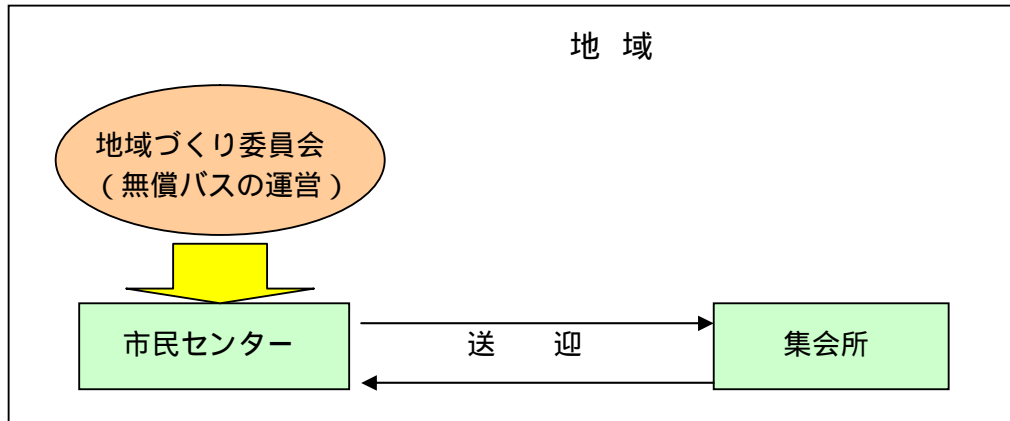 地 域
地域づくり委員会
（無償バスの運営）
市民センター
送 迎
集会所